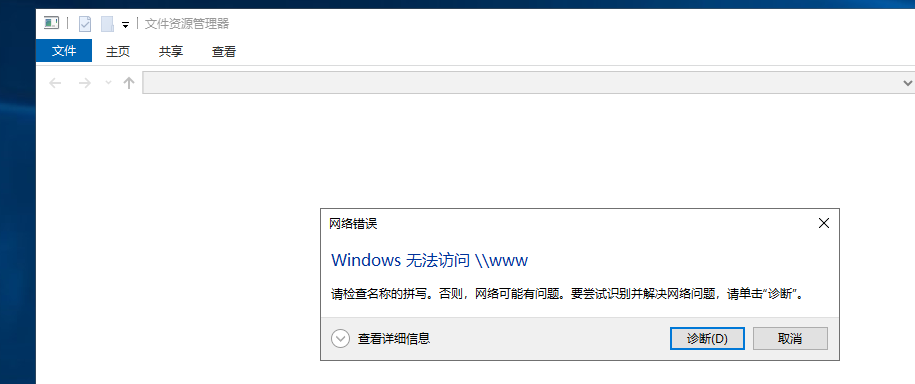 文件资源管理器
文件 主页 共享 查看
网络错误
Windows 无法访问 \\www
请检查名称的拼写。否则，网络可能有问题。要尝试识别并解决网络问题，请单击“诊断”。
查看详细信息 诊断(D) 取消